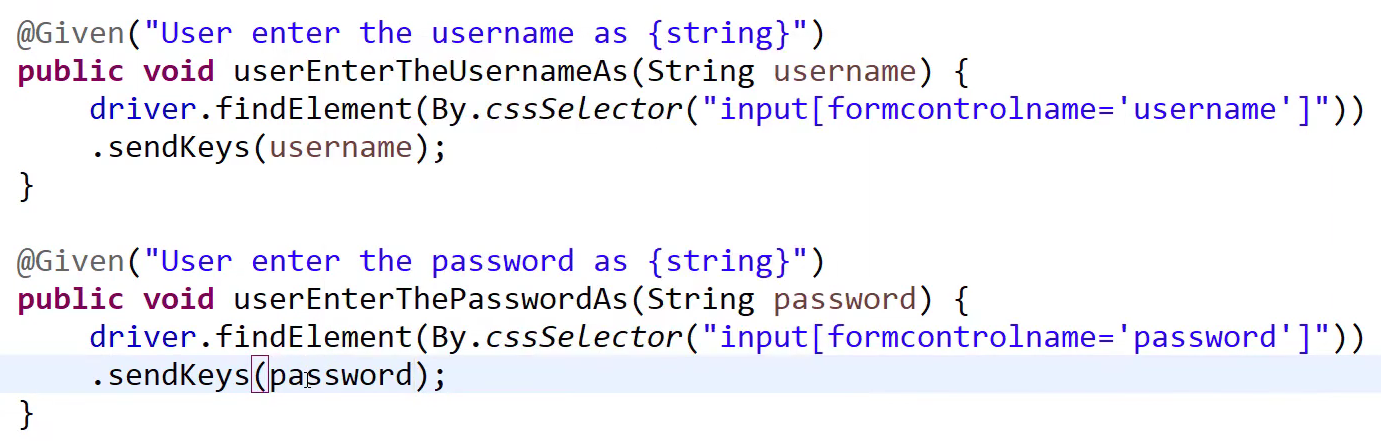 @Given("User enter the username as {string}")
public void userEnterTheUsernameAs(String username) {
    driver.findElement(By.cssSelector("input[formcontrolname='username']"))
    .sendKeys(username);
}

@Given("User enter the password as {string}")
public void userEnterThePasswordAs(String password) {
    driver.findElement(By.cssSelector("input[formcontrolname='password']"))
    .sendKeys(password);
}